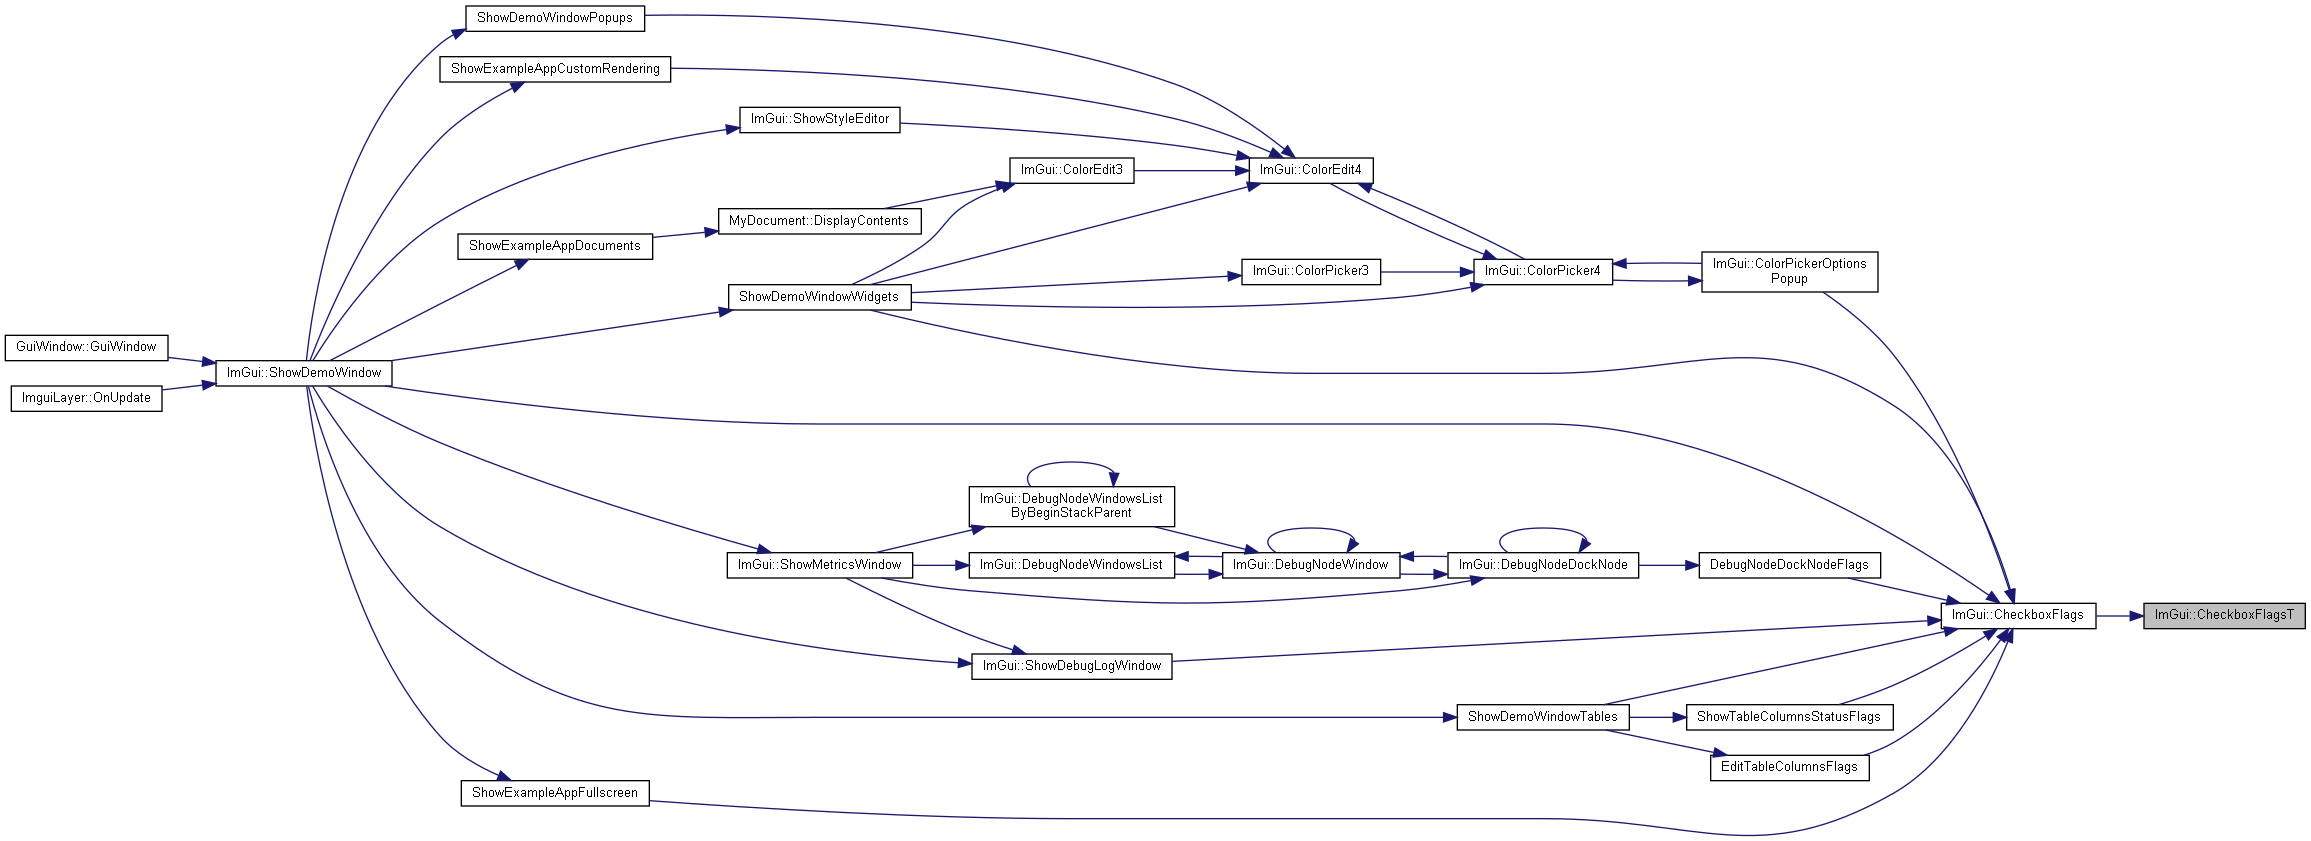 ShowDemoWindowPopups
ShowExampleAppCustomRendering
ImGui::ShowStyleEditor
ImGui::ColorEdit3
ImGui::ColorEdit4
MyDocument::DisplayContents
ShowExampleAppDocuments
ImGui::ColorPicker3
ImGui::ColorPicker4
ImGui::ColorPickerOptions
Popup
ShowDemoWindowWidgets
GuiWindow::GuiWindow
ImGui::ShowDemoWindow
ImguiLayer::OnUpdate
ImGui::DebugNodeWindowsList
ByBeginStackParent
ImGui::ShowMetricsWindow
ImGui::DebugNodeWindowsList
ImGui::DebugNodeWindow
ImGui::DebugNodeDockNode
DebugNodeDockNodeFlags
ImGui::CheckboxFlags
ImGui::CheckboxFlagsT
ImGui::ShowDebugLogWindow
ShowDemoWindowTables
ShowTableColumnsStatusFlags
EditTableColumnsFlags
ShowExampleAppFullscreen